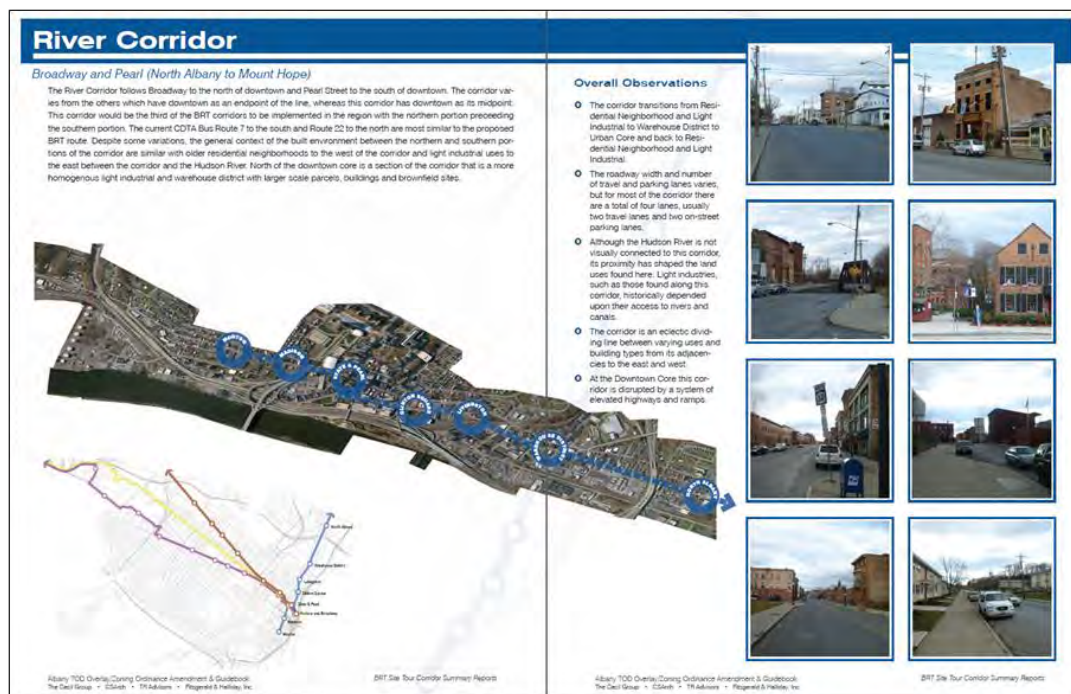 River Corridor
Broadway and Pearl (North Albany to Mount Hope)
The River Corridor follows Broadway to the north of downtown and Pearl Street to the south of downtown. The corridor var-
ies from the others which have downtown as an endpoint of the line, whereas this corridor has downtown as its midpoint.
This corridor would be the third of the BRT corridors to be implemented in the region with the northern portion preceeding
the southern portion. The current CDTA Bus Route 7 to the south and Route 22 to the north are most similar to the proposed
BRT route. Despite some variations, the general context of the built environment between the northern and southern por-
tions of the corridor are similar with older residential neighborhoods to the west of the corridor and light industrial uses to
the east between the corridor and the Hudson River. North of the downtown core is a section of the corridor that is a more
homogenous light industrial and warehouse district with larger scale parcels, buildings and brownfield sites.
Overall Observations
The corridor transitions from Resi-
dential Neighborhood and Light
Industrial to Warehouse District to
Urban Core and back to Resi-
dential Neighborhood and Light
Industrial.
The roadway width and number
of travel and parking lanes varies,
but for most of the corridor there
are a total of four lanes, usually
two travel lanes and two on-street
parking lanes.
Although the Hudson River is not
visually connected to this corridor,
its proximity has shaped the land
uses found here. Light industries,
such as those found along this
corridor, historically depended
upon their access to rivers and
canals.
The corridor is an eclectic divid-
ing line between varying uses and
building types from its adjacen-
cies to the east and west.
At the Downtown Core this cor-
ridor is disrupted by a system of
elevated highways and ramps.
MORTON
MADISON
STATE & PEARL
CLINTON SQUARE
LIVINGSTON
NORTH ALBANY
North Albany
Warehouse District
Livingston
Clinton Square
State & Pearl
Madison
Morton
Albany TOD Overlay/Zoning Ordinance Amendment & Guidebook
The Cecil Group • CSArch • TR Advisors • Fitzgerald & Halliday, Inc.
BRT Site Tour Corridor Summary Reports
Albany TOD Overlay/Zoning Ordinance Amendment & Guidebook
The Cecil Group • CSArch • TR Advisors • Fitzgerald & Halliday, Inc.
BRT Site Tour Corridor Summary Reports